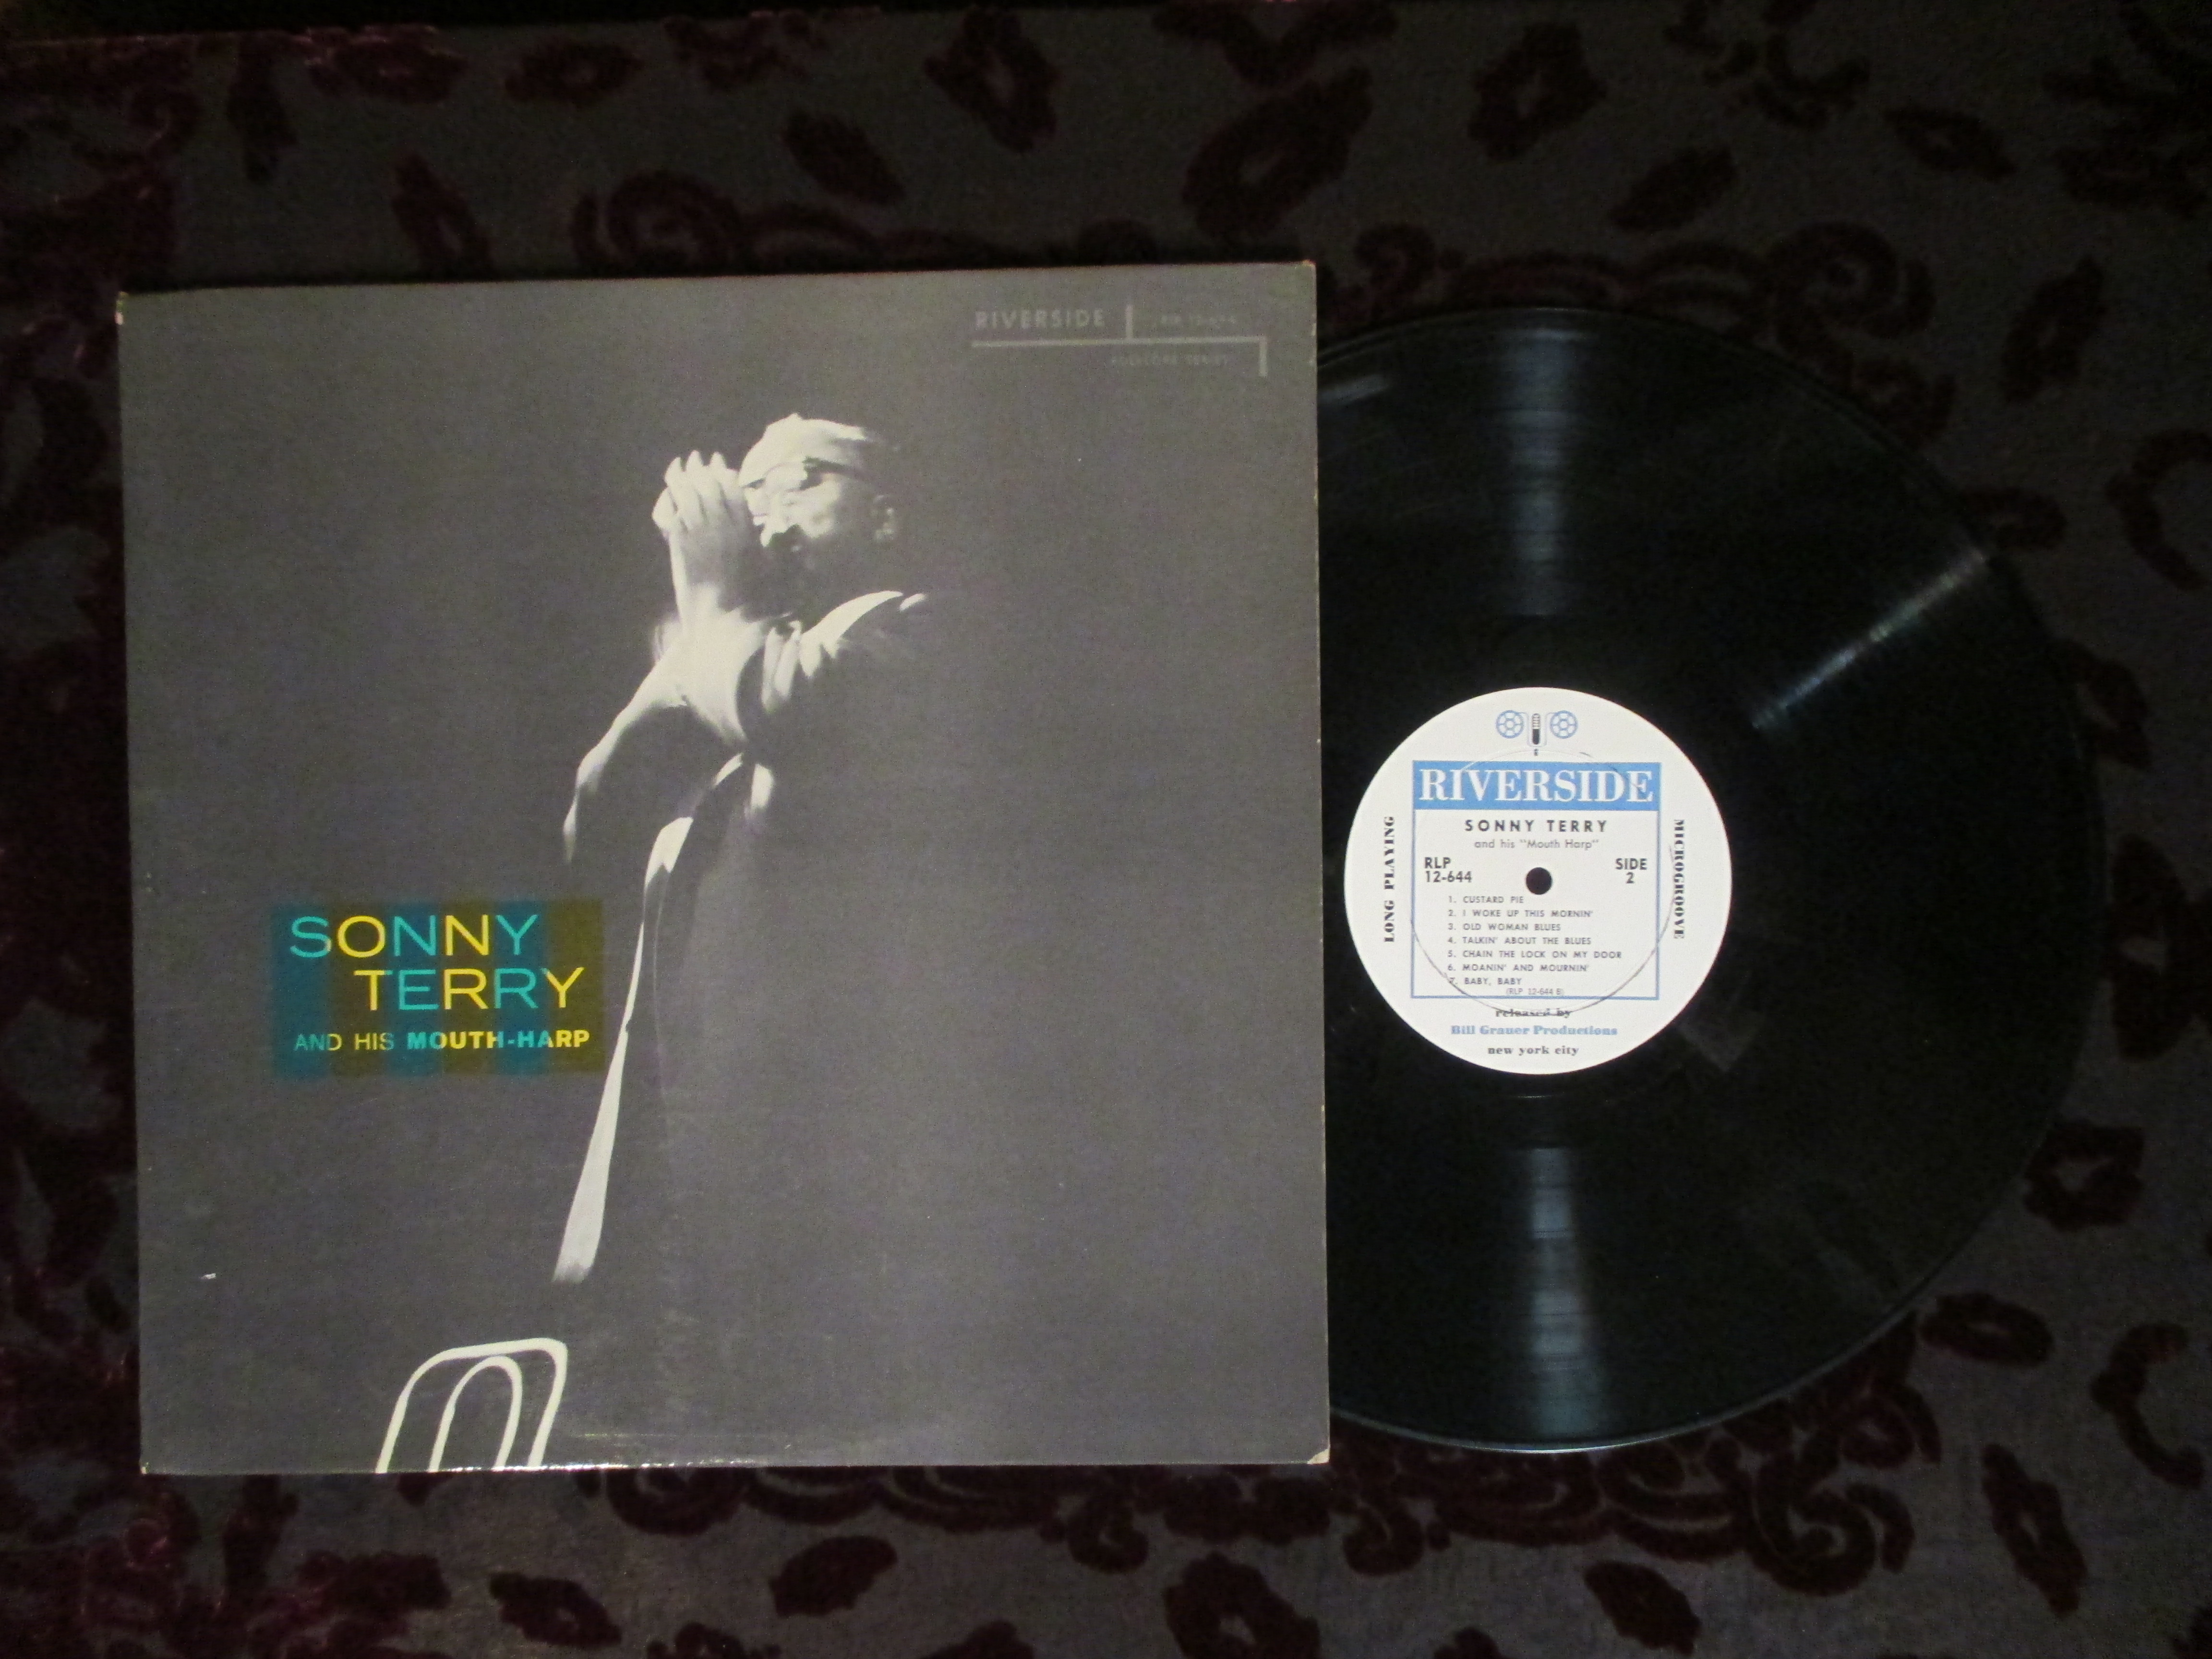 RIVERSIDE
SONNY
TERRY
AND HIS MOUTH-HARP
RIVERSIDE
SONNY TERRY
and his "Mouth Harp"
RLP
12-644
SIDE
2
LONG PLAYING
MICROGROOVE
1. CUSTARD PIE
2. I WOKE UP THIS MORNIN'
3. OLD WOMAN BLUES
4. TALKIN' ABOUT THE BLUES
5. CHAIN THE LOCK ON MY DOOR
6. MOANIN' AND MOURNIN'
7. BABY, BABY
(RLP 12-644 B)
released by
Bill Grauer Productions
new york city